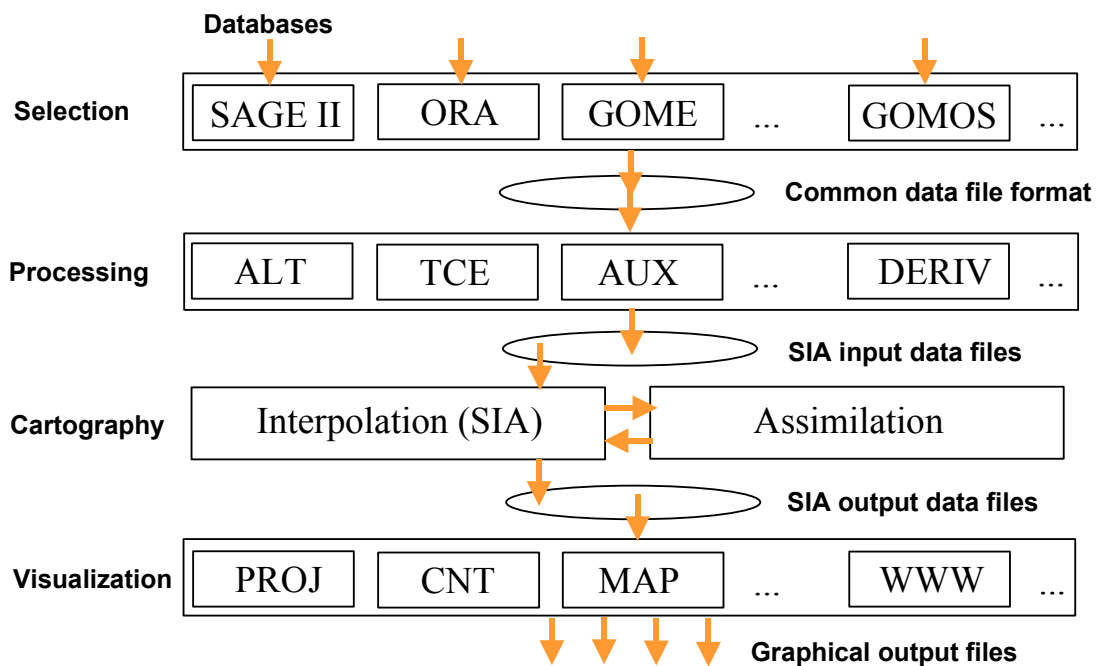 Databases
Selection
SAGE II
ORA
GOME
...
GOMOS
...
Common data file format
Processing
ALT
TCE
AUX
...
DERIV
...
SIA input data files
Cartography
Interpolation (SIA)
Assimilation
SIA output data files
Visualization
PROJ
CNT
MAP
...
WWW
...
Graphical output files